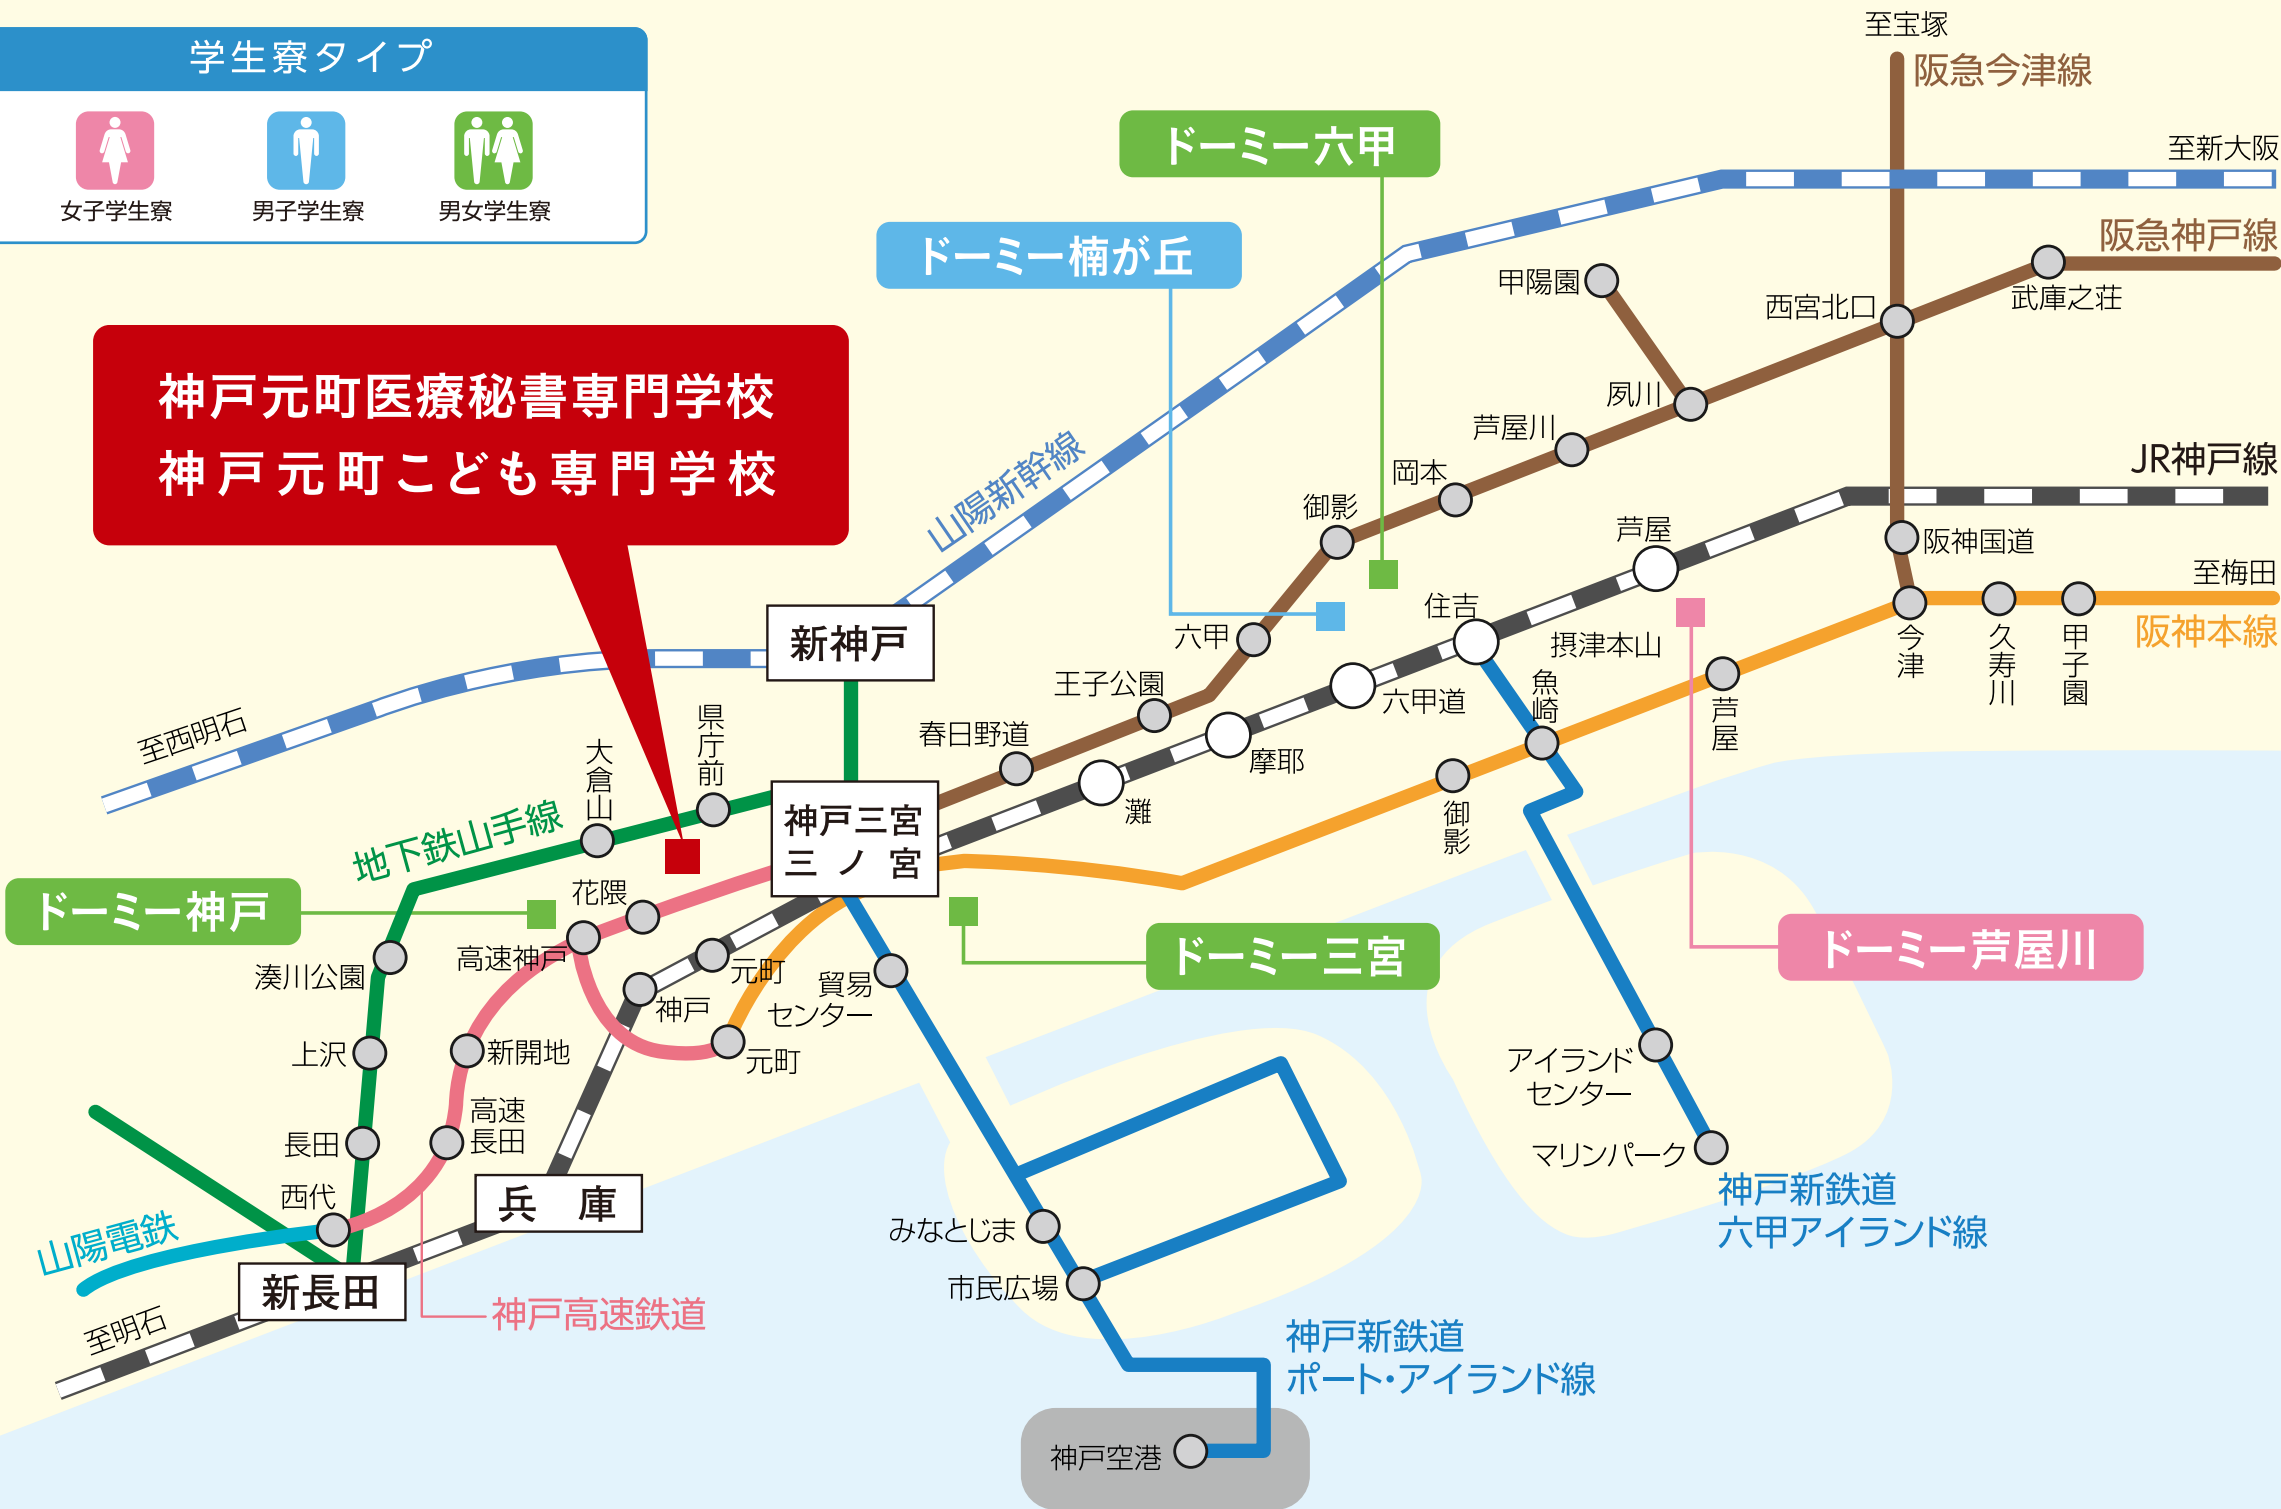 学生寮タイプ
女子学生寮
男子学生寮
男女学生寮
至宝塚
阪急今津線
ドーミー六甲
至新大阪
阪急神戸線
ドーミー楠が丘
甲陽園
西宮北口
武庫之荘
神戸元町医療秘書専門学校
神戸元町こども専門学校
夙川
芦屋川
山陽新幹線
岡本
JR神戸線
御影
芦屋
阪神国道
至梅田
新神戸
六甲
住吉
摂津本山
今津
久寿川
甲子園
阪神本線
王子公園
魚崎
六甲道
芦屋
至西明石
県庁前
春日野道
大倉山
摩耶
灘
御影
神戸三宮
三ノ宮
地下鉄山手線
ドーミー神戸
花隈
高速神戸
ドーミー三宮
ドーミー芦屋川
湊川公園
元町
神戸
貿易
センター
上沢
新開地
元町
アイランド
センター
高速
長田
長田
マリンパーク
西代
兵庫
神戸新鉄道
六甲アイランド線
山陽電鉄
みなとじま
新長田
市民広場
至明石
神戸高速鉄道
神戸新鉄道
ポート・アイランド線
神戸空港